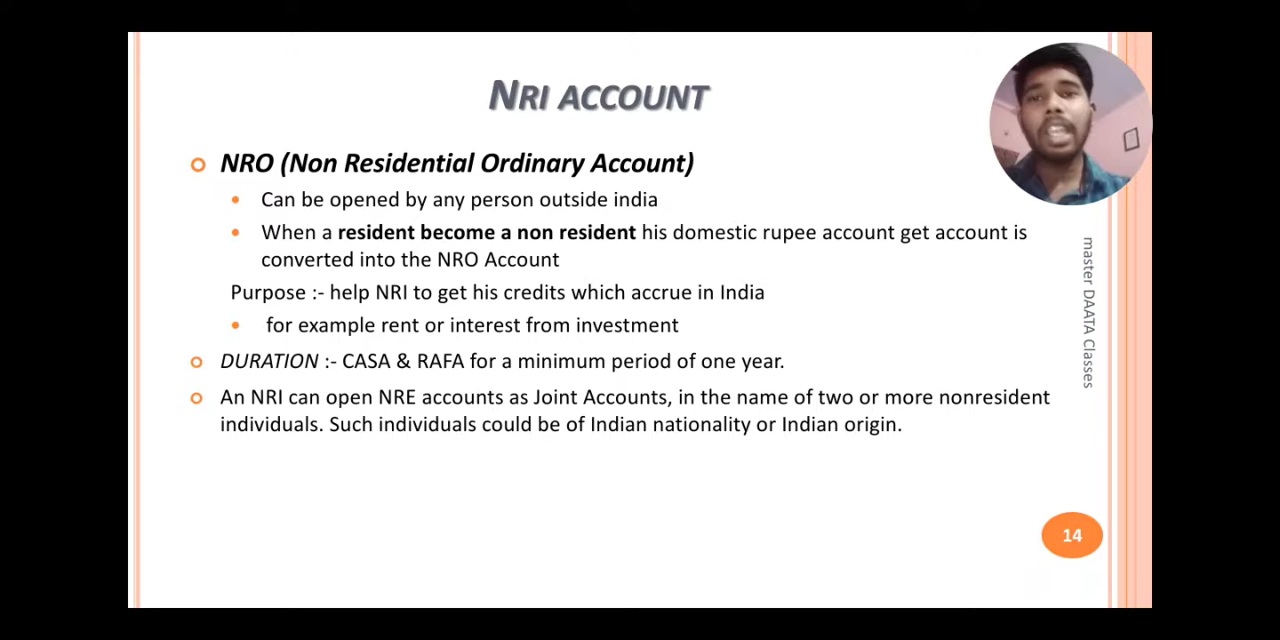 NRI ACCOUNT
NRO (Non Residential Ordinary Account)
Can be opened by any person outside india
When a resident become a non resident his domestic rupee account get account is
converted into the NRO Account
Purpose :- help NRI to get his credits which accrue in India
for example rent or interest from investment
DURATION :- CASA & RAFA for a minimum period of one year.
An NRI can open NRE accounts as Joint Accounts, in the name of two or more nonresident
individuals. Such individuals could be of Indian nationality or Indian origin.
master DAATA Classes
14